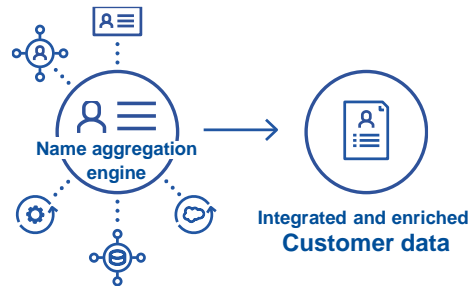 Name aggregation
engine
Integrated and enriched
Customer data